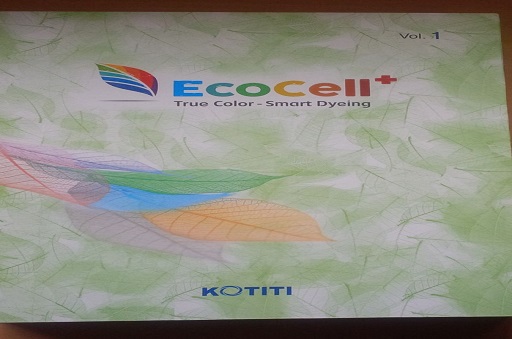 Vol. 1
EcoCell+
True Color - Smart Dyeing
KOTITI